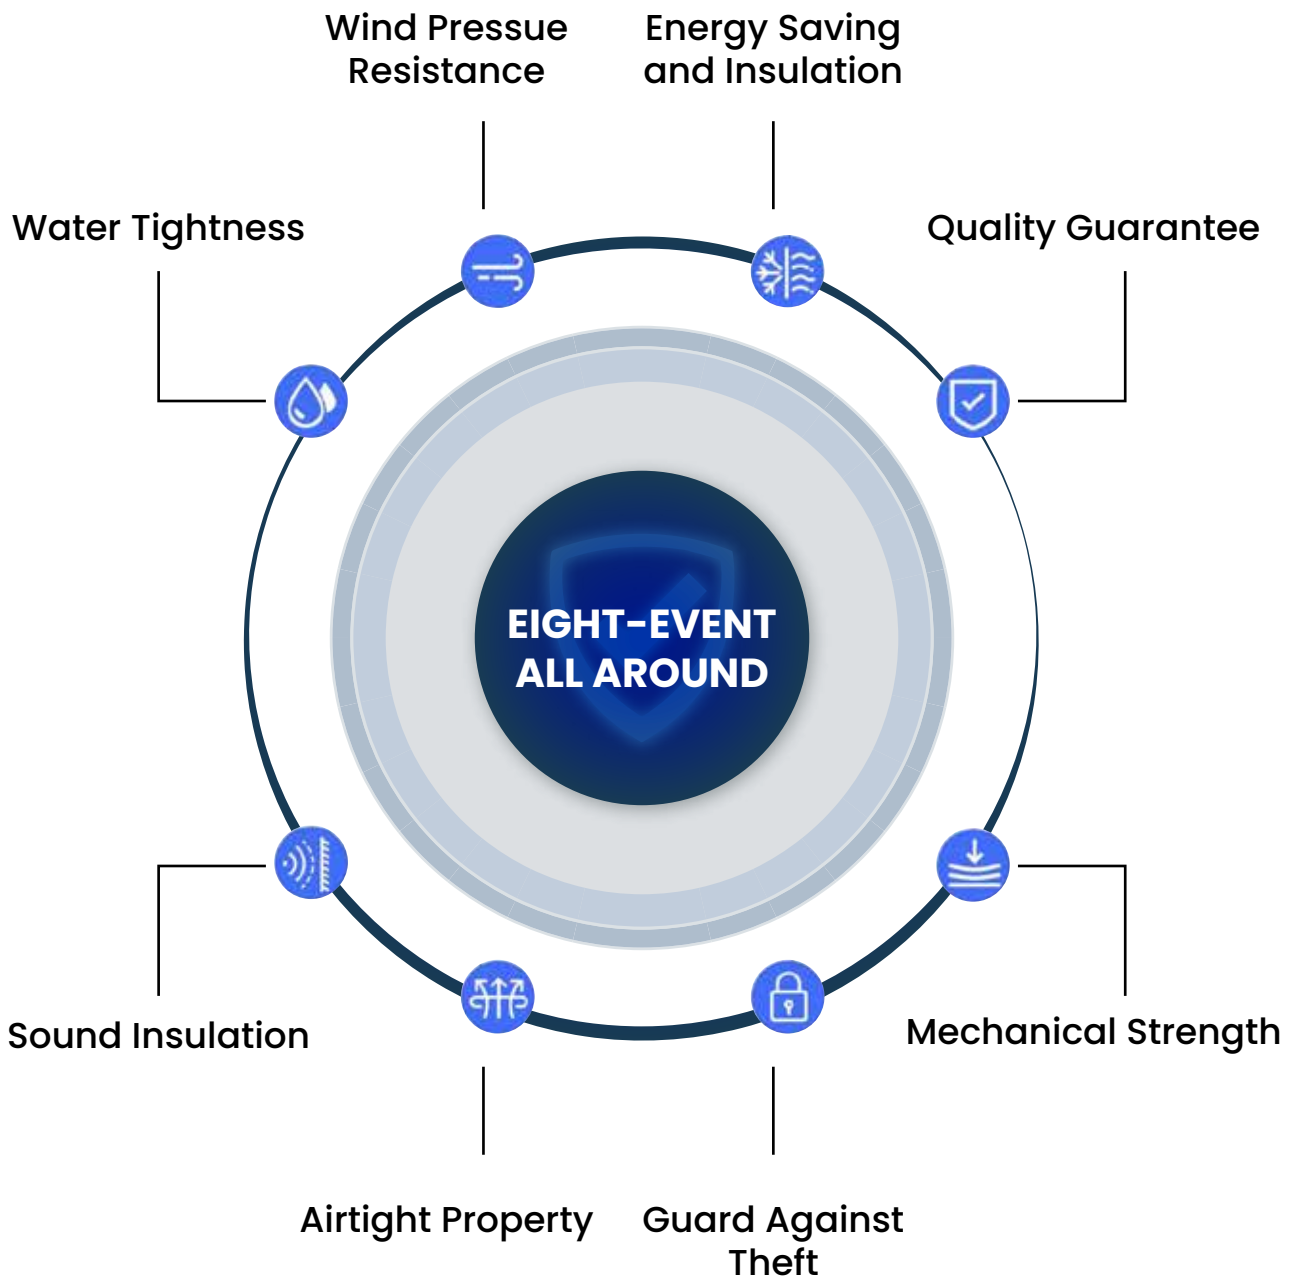 Wind Pressue
Resistance
Energy Saving
and Insulation
Water Tightness
Quality Guarantee
EIGHT-EVENT
ALL AROUND
Sound Insulation
Mechanical Strength
Airtight Property
Guard Against
Theft